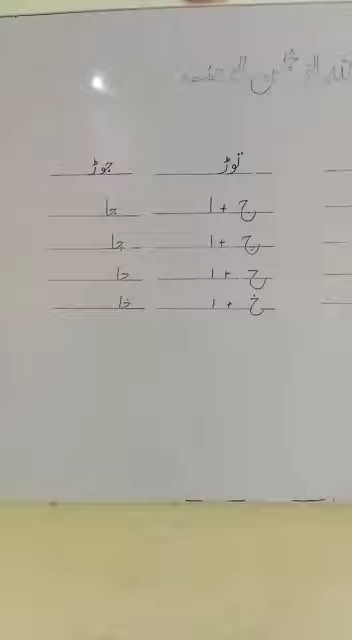 توڑ جوڑ
ج + ا جا
چ + ا چا
ح + ا حا
خ + ا خا